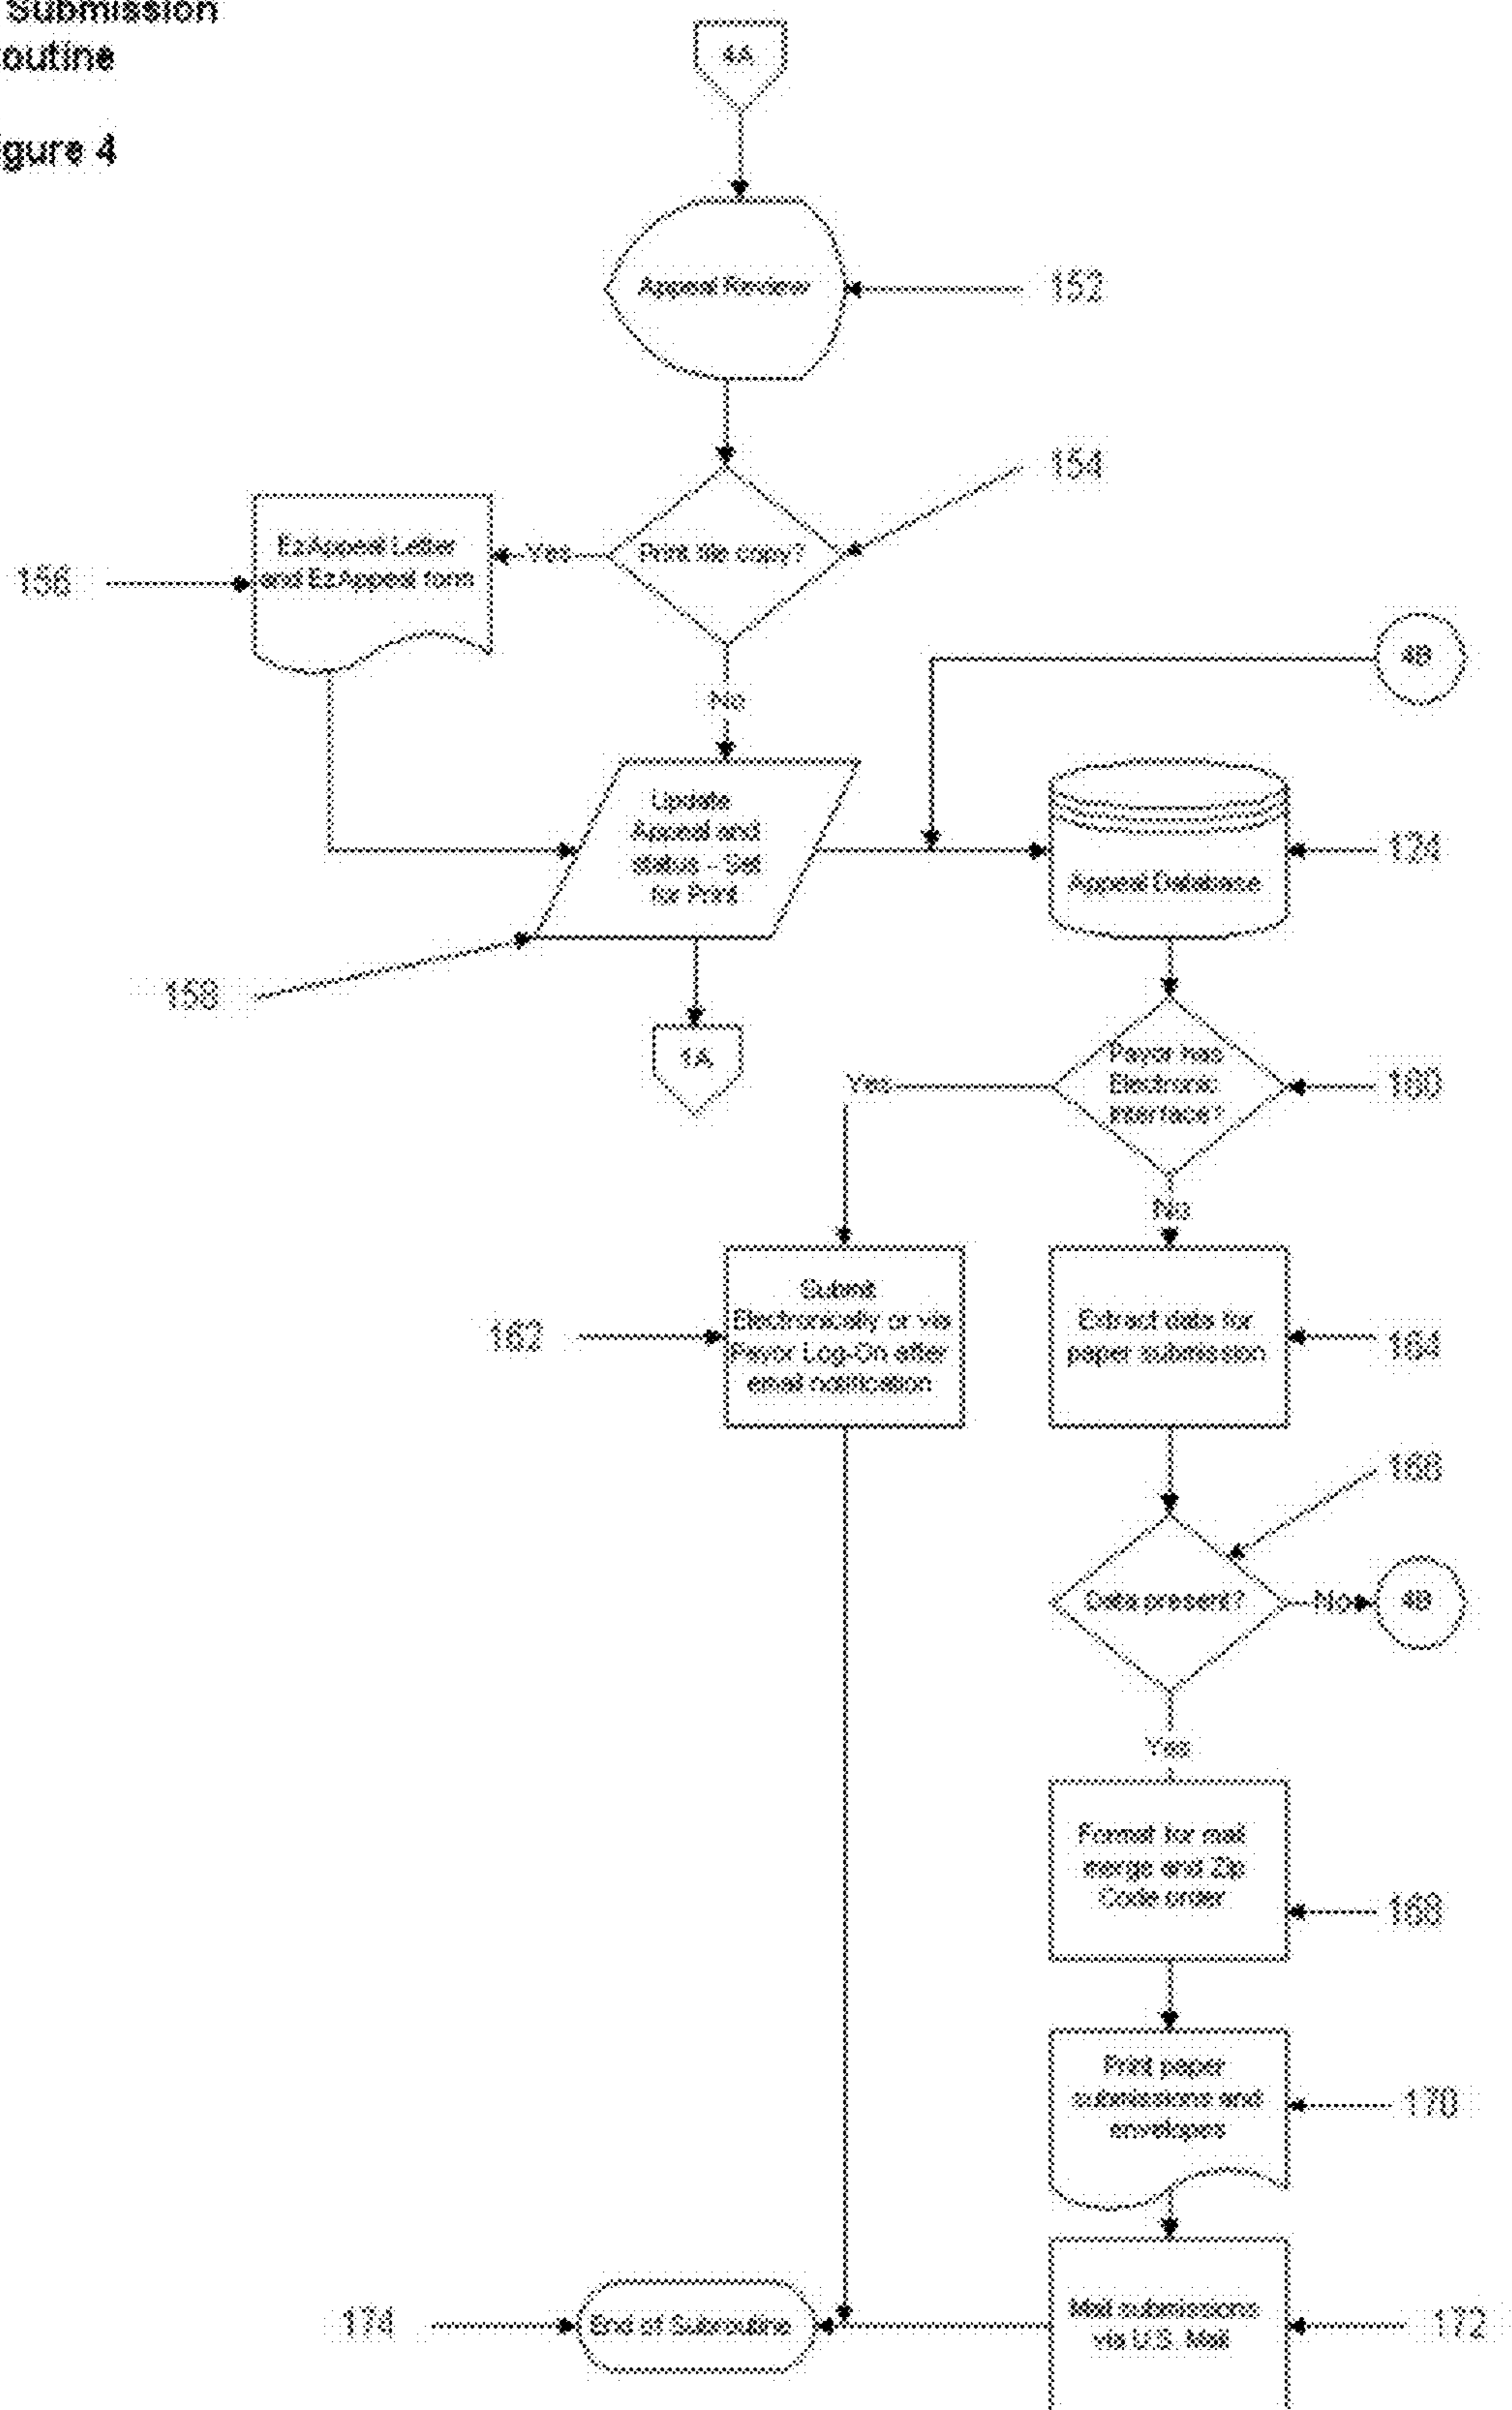 Submission
outine
igure 4
4A
Appeal Review
152
154
Print file copy?
Yes
EzAppeal Letter
and EzAppeal form
156
No
4B
Update
Appeal and
status - Set
for Print
Appeal Database
124
158
1A
Payor has
Electronic
Interface?
160
Yes
No
Submit
Electronically or via
Payor Log-On after
email notification
162
Extract data for
paper submission
164
Data present?
No
4B
Yes
Format for mail
merge and Zip
Code order
168
Print paper
submissions and
envelopes
170
Mail submissions
via U.S. Mail
172
End of Subroutine
174